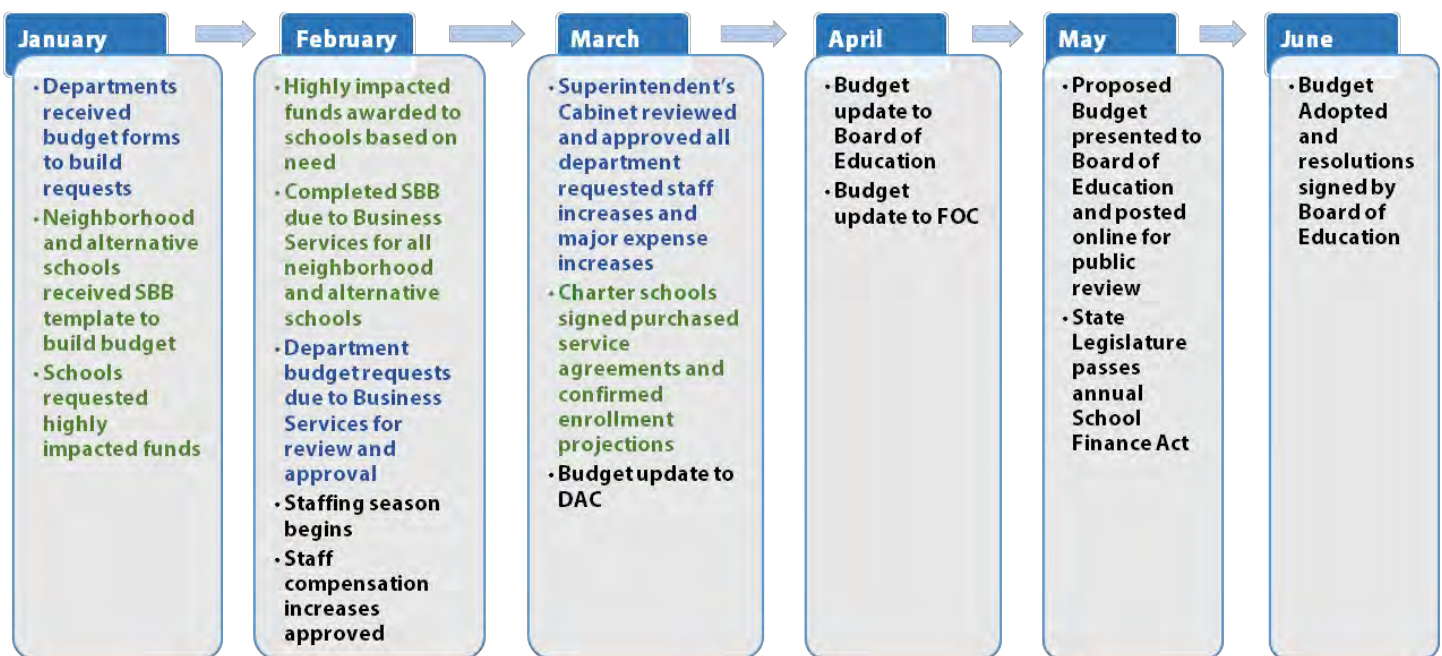 January
• Departments
received
budget forms
to build
requests
• Neighborhood
and alternative
schools
received SBB
template to
build budget
• Schools
requested
highly
impacted funds
February
• Highly impacted
funds awarded to
schools based on
need
• Completed SBB
due to Business
Services for all
neighborhood
and alternative
schools
• Department
budget requests
due to Business
Services for
review and
approval
• Staffing season
begins
• Staff
compensation
increases
approved
March
• Superintendent's
Cabinet reviewed
and approved all
department
requested staff
increases and
major expense
increases
• Charter schools
signed purchased
service
agreements and
confirmed
enrollment
projections
• Budget update to
DAC
April
• Budget
update to
Board of
Education
• Budget
update to FOC
May
• Proposed
Budget
presented to
Board of
Education
and posted
online for
public
review
• State
Legislature
passes
annual
School
Finance Act
June
• Budget
Adopted
and
resolutions
signed by
Board of
Education